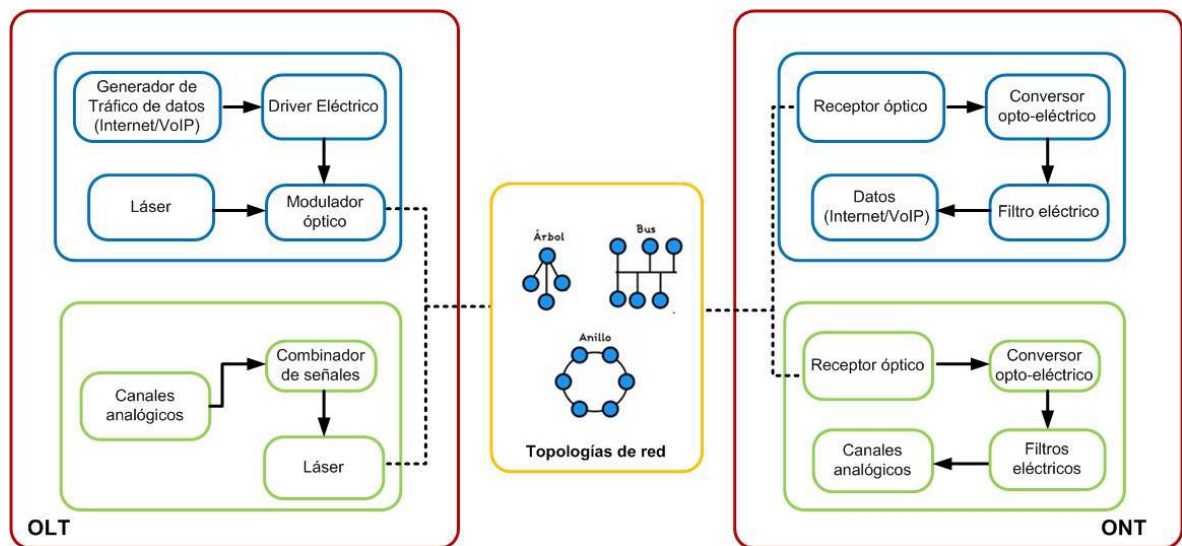 Generador de
Tráfico de datos
(Internet/VoIP)
Driver Eléctrico
Láser
Modulador
óptico
Canales
analógicos
Combinador
de señales
Láser
OLT
Árbol
Bus
Anillo
Topologías de red
Receptor óptico
Conversor
opto-eléctrico
Datos
(Internet/VoIP)
Filtro eléctrico
Receptor óptico
Conversor
opto-eléctrico
Canales
analógicos
Filtros
eléctricos
ONT